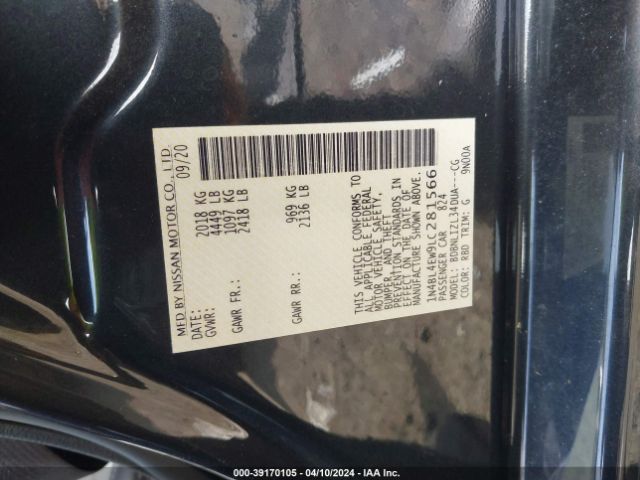 MFD BY NISSAN MOTOR CO., LTD.
DATE: 09/20
GVWR: 2018 KG
4449 LB
GAWR FR.: 1097 KG
2418 LB
GAWR RR.: 969 KG
2136 LB
THIS VEHICLE CONFORMS TO
ALL APPLICABLE FEDERAL
MOTOR VEHICLE SAFETY,
BUMPER, AND THEFT
PREVENTION STANDARDS IN
EFFECT ON THE DATE OF
MANUFACTURE SHOWN ABOVE.
1N4BL4EW9LC281566
PASSENGER CAR 824
MODEL: BDBNLIZL34DUA---CG
COLOR: RBD TRIM: G 9N00A
000-39170105 — 04/10/2024 — IAA Inc.